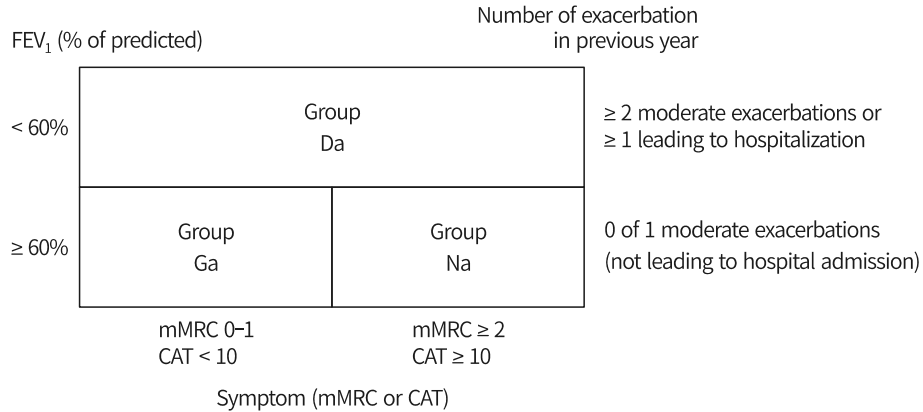 Number of exacerbation
in previous year
FEV₁ (% of predicted)
Group
Da
< 60%
≥ 2 moderate exacerbations or
≥ 1 leading to hospitalization
Group
Ga
Group
Na
≥ 60%
0 of 1 moderate exacerbations
(not leading to hospital admission)
mMRC 0–1
CAT < 10
mMRC ≥ 2
CAT ≥ 10
Symptom (mMRC or CAT)